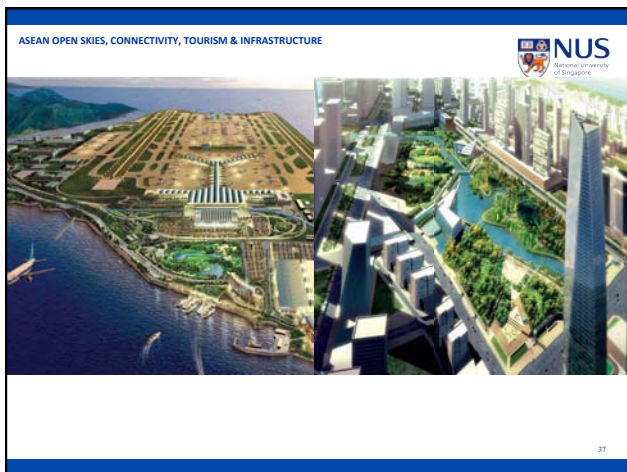 ASEAN OPEN SKIES, CONNECTIVITY, TOURISM & INFRASTRUCTURE
NUS
National University
of Singapore
37